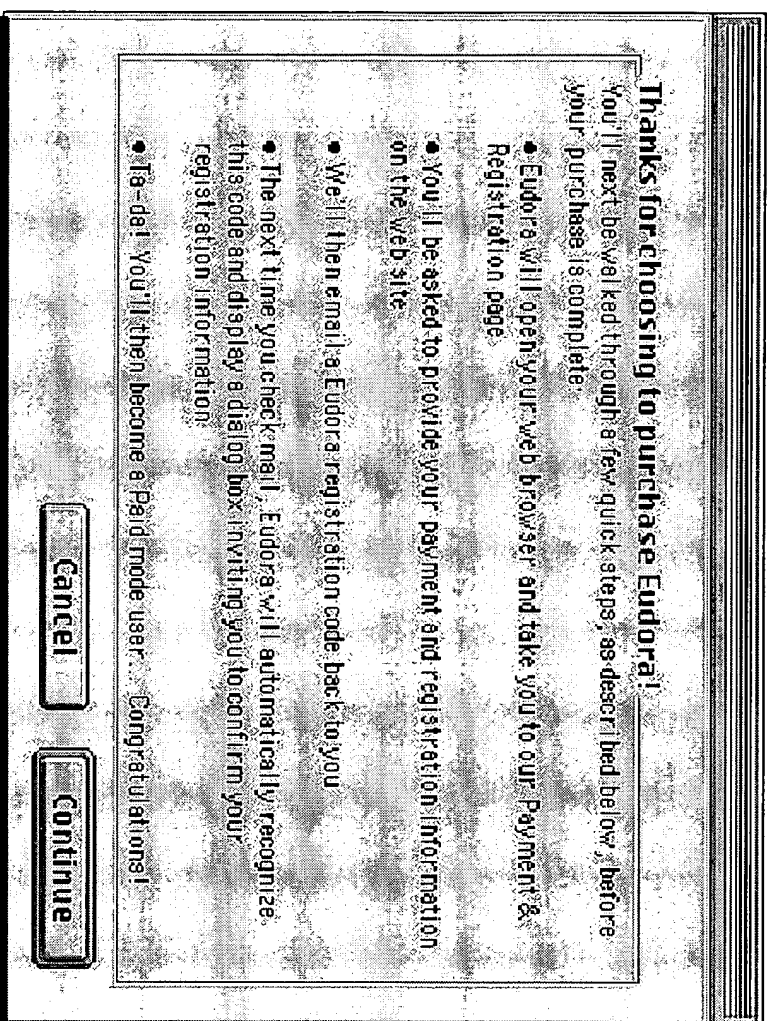 Thanks for choosing to purchase Eudora!
You'll next be walked through a few quick steps, as described below, before
your purchase is complete.
• Eudora will open your web browser and take you to our Payment &
Registration page.
• You'll be asked to provide your payment and registration information
on the web site.
• We'll then email a Eudora registration code back to you
• The next time you check mail, Eudora will automatically recognize
this code and display a dialog box inviting you to confirm your
registration information
• Ta-da! You'll then become a Paid mode user... Congratulations!
Cancel
Continue